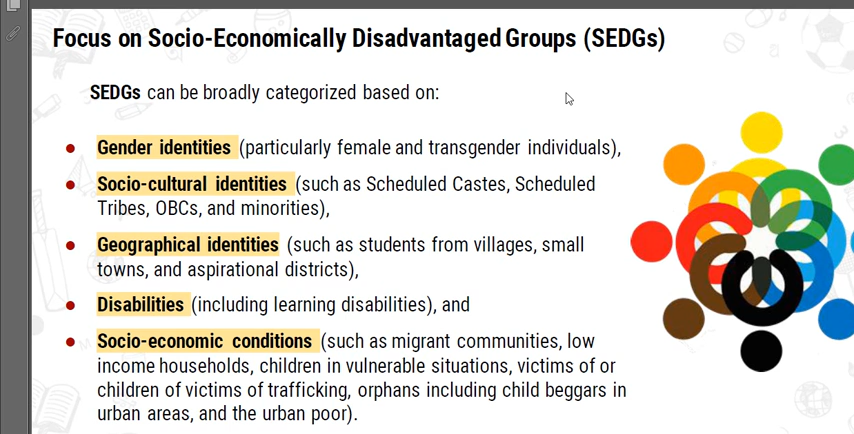 Focus on Socio-Economically Disadvantaged Groups (SEDGs)
SEDGs can be broadly categorized based on:
• Gender identities (particularly female and transgender individuals),
• Socio-cultural identities (such as Scheduled Castes, Scheduled
Tribes, OBCs, and minorities),
• Geographical identities (such as students from villages, small
towns, and aspirational districts),
• Disabilities (including learning disabilities), and
• Socio-economic conditions (such as migrant communities, low
income households, children in vulnerable situations, victims of or
children of victims of trafficking, orphans including child beggars in
urban areas, and the urban poor).